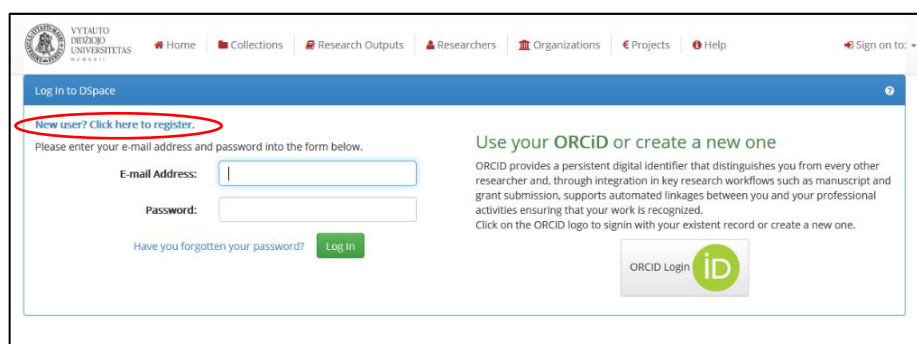 VYTAUTO
DIDŽIOJO
UNIVERSITETAS
MCMXXII
Home Collections Research Outputs Researchers Organizations € Projects Help Sign on to:
Log In to DSpace
New user? Click here to register.
Please enter your e-mail address and password into the form below.
E-mail Address:
Password:
Have you forgotten your password? Log In
Use your ORCiD or create a new one
ORCID provides a persistent digital identifier that distinguishes you from every other
researcher and, through integration in key research workflows such as manuscript and
grant submission, supports automated linkages between you and your professional
activities ensuring that your work is recognized.
Click on the ORCID logo to signin with your existent record or create a new one.
ORCID Login iD